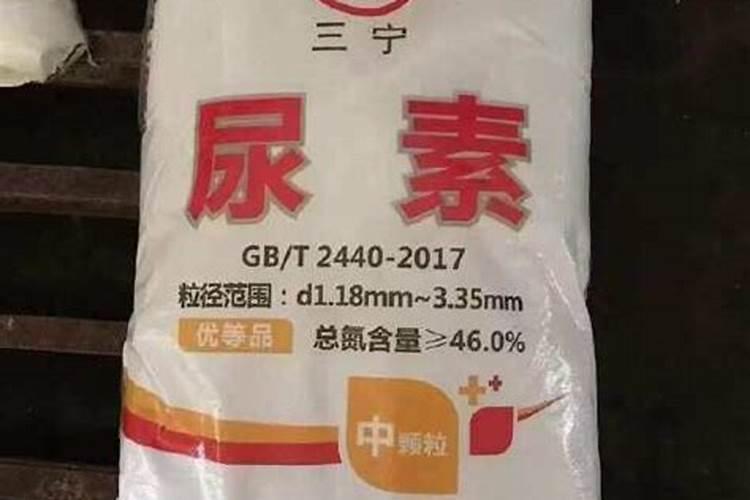 三宁
尿素
GB/T 2440-2017
粒径范围：d1.18mm~3.35mm
优等品 总氮含量≥46.0%
中颗粒